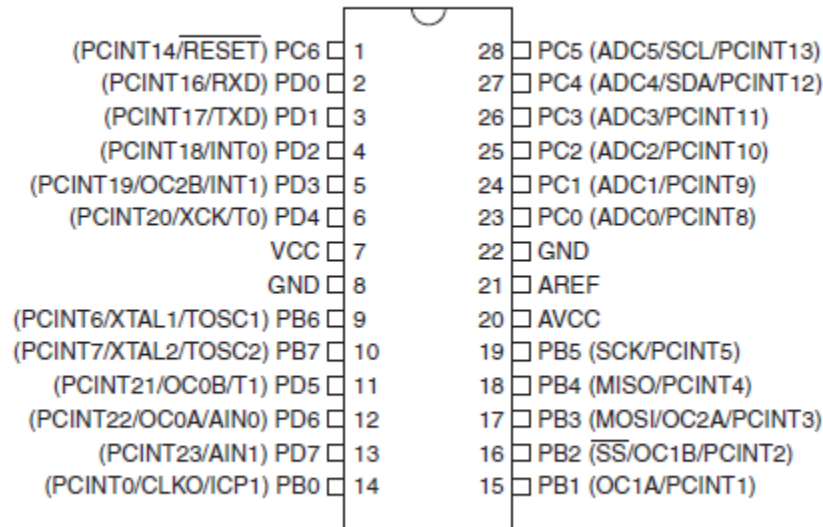 (PCINT14/RESET) PC6 1 28 PC5 (ADC5/SCL/PCINT13)
(PCINT16/RXD) PD0 2 27 PC4 (ADC4/SDA/PCINT12)
(PCINT17/TXD) PD1 3 26 PC3 (ADC3/PCINT11)
(PCINT18/INT0) PD2 4 25 PC2 (ADC2/PCINT10)
(PCINT19/OC2B/INT1) PD3 5 24 PC1 (ADC1/PCINT9)
(PCINT20/XCK/T0) PD4 6 23 PC0 (ADC0/PCINT8)
VCC 7 22 GND
GND 8 21 AREF
(PCINT6/XTAL1/TOSC1) PB6 9 20 AVCC
(PCINT7/XTAL2/TOSC2) PB7 10 19 PB5 (SCK/PCINT5)
(PCINT21/OC0B/T1) PD5 11 18 PB4 (MISO/PCINT4)
(PCINT22/OC0A/AIN0) PD6 12 17 PB3 (MOSI/OC2A/PCINT3)
(PCINT23/AIN1) PD7 13 16 PB2 (SS/OC1B/PCINT2)
(PCINT0/CLKO/ICP1) PB0 14 15 PB1 (OC1A/PCINT1)